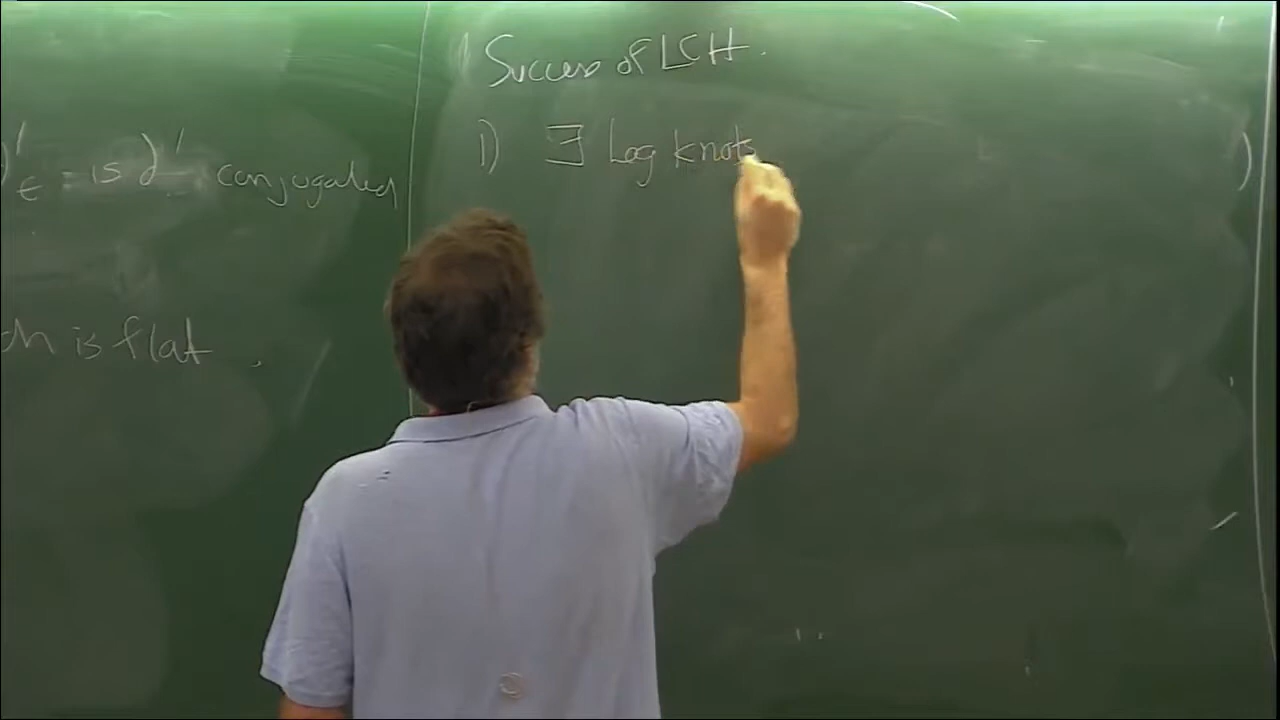 is ∂' conjugated
is flat .
Success of LCH.
1) ∃ Leg knots
)